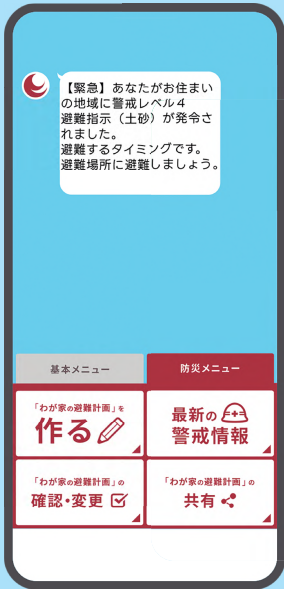 【緊急】あなたがお住まい
の地域に警戒レベル４
避難指示（土砂）が発令さ
れました。
避難するタイミングです。
避難場所に避難しましょう。
基本メニュー
防災メニュー
「わが家の避難計画」を
作る
最新の
警戒情報
「わが家の避難計画」の
確認・変更
「わが家の避難計画」の
共有